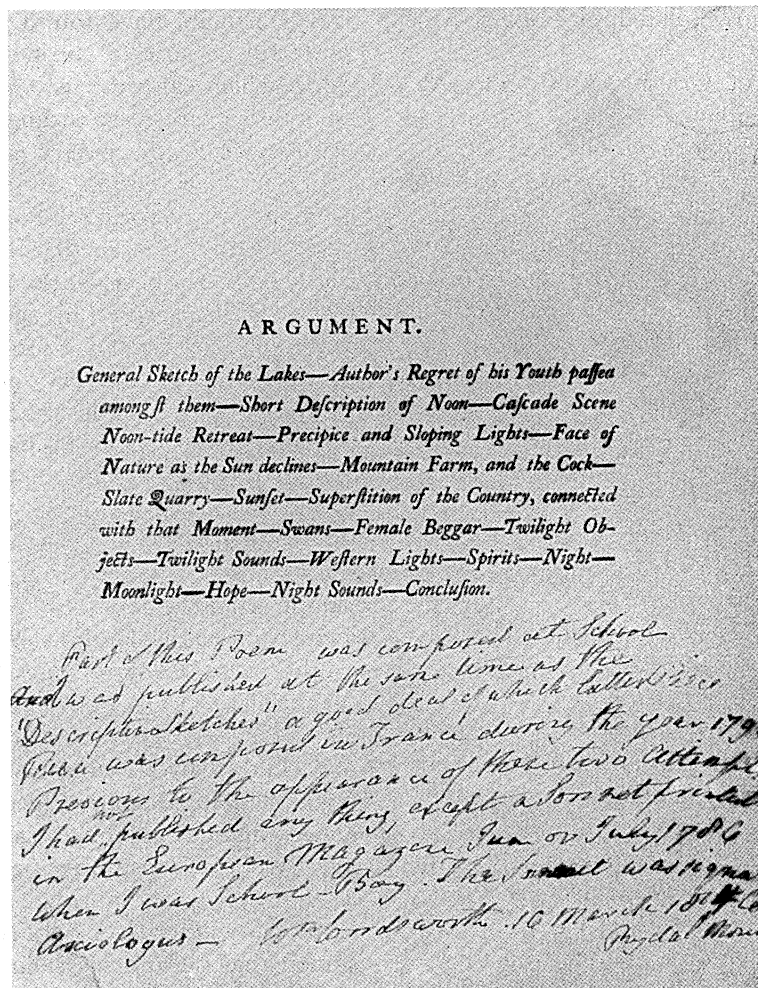 ARGUMENT.
General Sketch of the Lakes—Author's Regret of his Youth passed
amongſt them—Short Deſcription of Noon—Caſcade Scene
Noon-tide Retreat—Precipice and Sloping Lights—Face of
Nature as the Sun declines—Mountain Farm, and the Cock—
Slate Quarry—Sunſet—Superſtition of the Country, connected
with that Moment—Swans—Female Beggar—Twilight Ob-
jects—Twilight Sounds—Weſtern Lights—Spirits—Night—
Moonlight—Hope—Night Sounds—Concluſion.
Part of this Poem was composed at School
And was published at the same time as the
"Descriptive Sketches" a good deal of which latter
was composed in France during the year 179
Previous to the appearance of these two attempts
I had not published any thing except a Sonnet printed
in the European Magazine June or July 1786
when I was School-Boy. The Sonnet was signed
Axiologus — Wm Wordsworth. 16 March
Rydal Mount